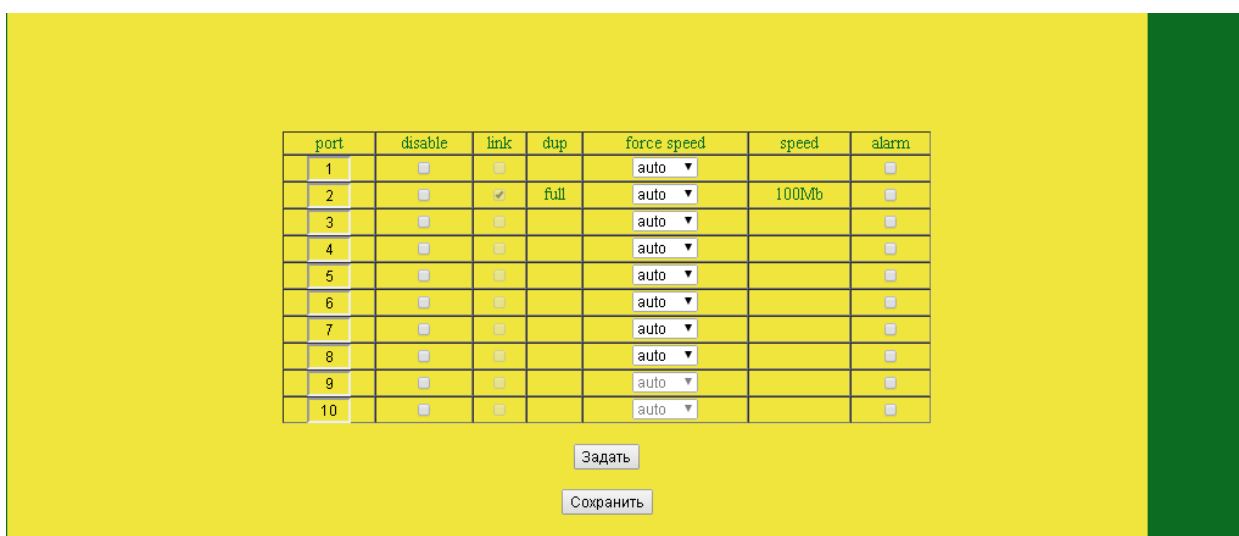 port disable link dup force speed speed alarm
1 auto
2 full auto 100Mb
3 auto
4 auto
5 auto
6 auto
7 auto
8 auto
9 auto
10 auto
Задать
Сохранить